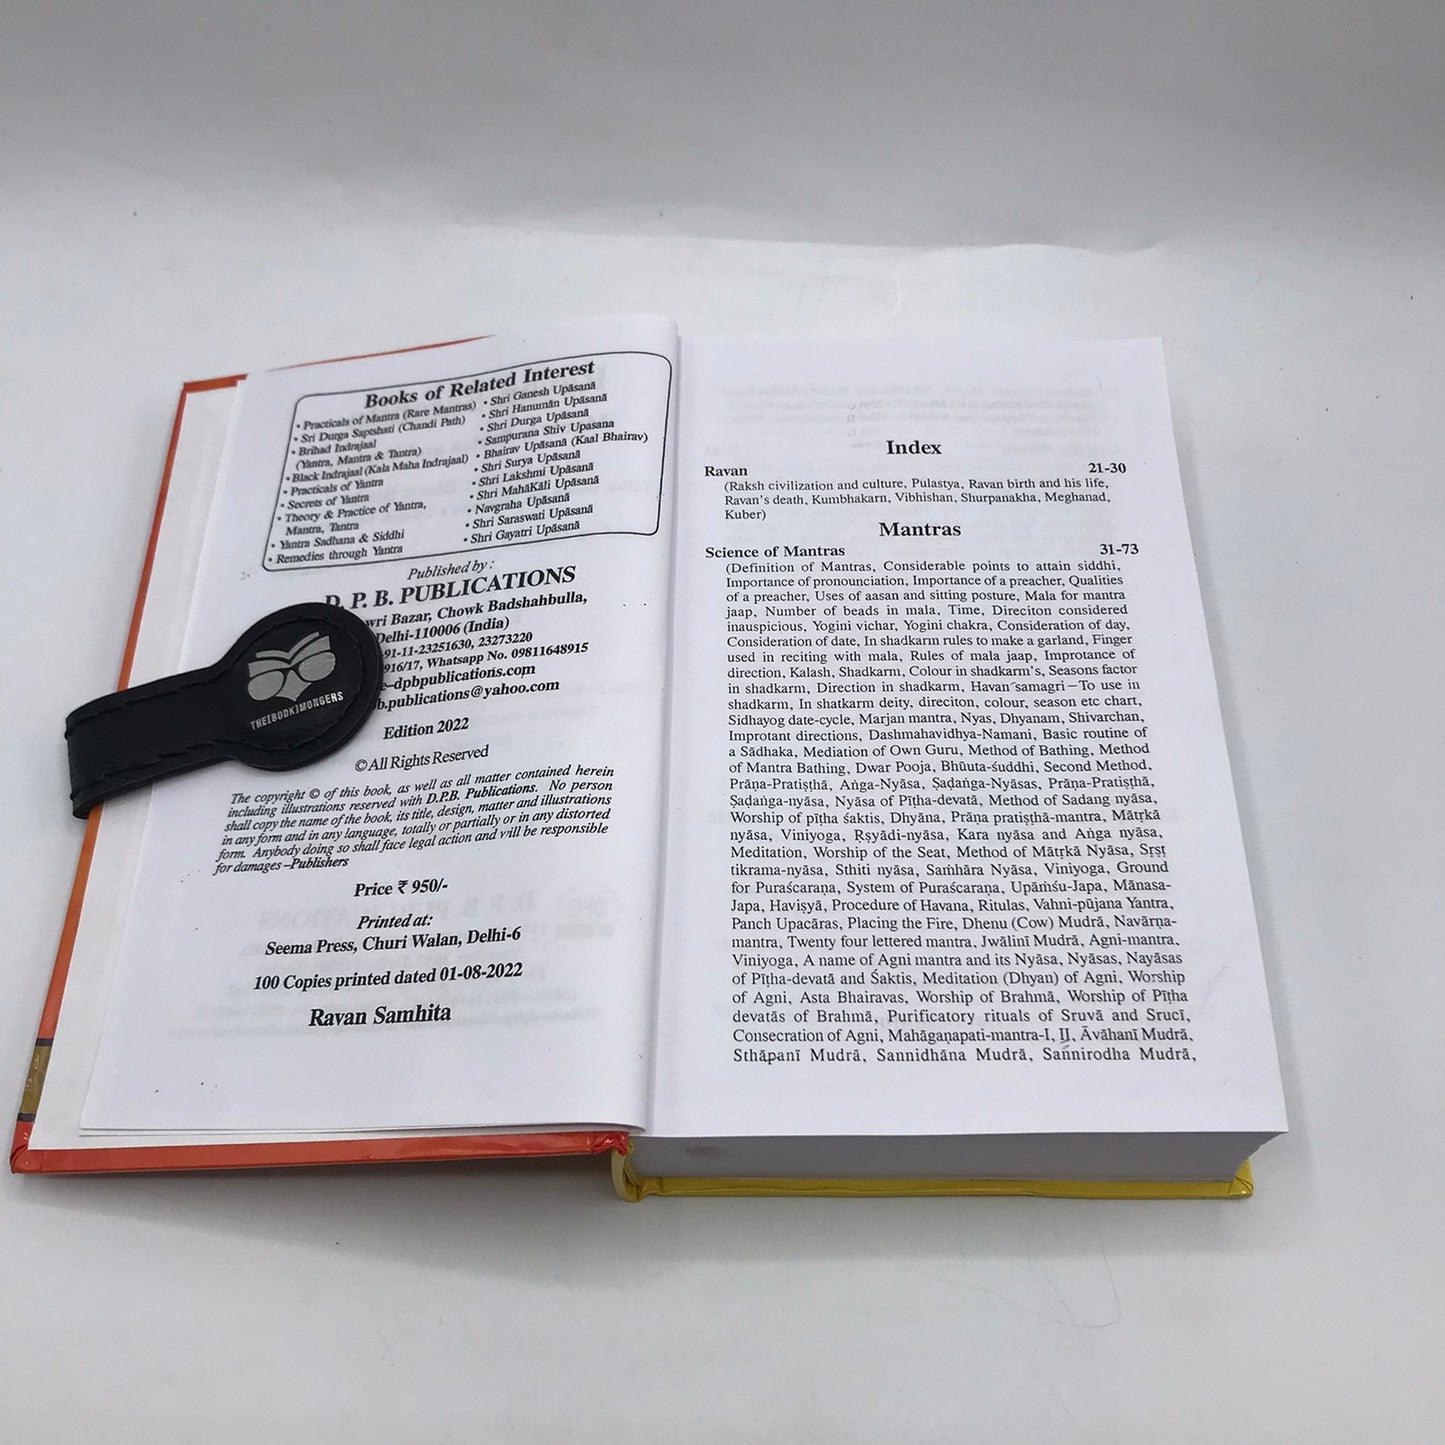 Books of Related Interest
• Practicals of Mantra (Rare Mantras)
• Sri Durga Saptshati (Chandi Path)
• Brihad Indrajaal
(Yantra, Mantra & Tantra)
• Black Indrajaal (Kala Maha Indrajaal)
• Practicals of Yantra
• Secrets of Yantra
• Theory & Practice of Yantra,
Mantra, Tantra
• Yantra Sadhana & Siddhi
• Remedies through Yantra
• Shri Ganesh Upāsanā
• Shri Hanumān Upāsanā
• Shri Durga Upāsanā
• Sampurana Shiv Upasana
• Bhairav Upāsanā (Kaal Bhairav)
• Shri Surya Upāsanā
• Shri Lakshmi Upāsanā
• Shri MahāKāli Upāsanā
• Navgraha Upāsanā
• Shri Saraswati Upāsanā
• Shri Gayatri Upāsanā
Published by :
D. P. B. PUBLICATIONS
wri Bazar, Chowk Badshahbulla,
Delhi-110006 (India)
91-11-23251630, 23273220
916/17, Whatsapp No. 09811648915
e–dpbpublications.com
b.publications@yahoo.com
THE[BOOK]MONGERS
Edition 2022
©All Rights Reserved
The copyright © of this book, as well as all matter contained herein
including illustrations reserved with D.P.B. Publications. No person
shall copy the name of the book, its title, design, matter and illustrations
in any form and in any language, totally or partially or in any distorted
form. Anybody doing so shall face legal action and will be responsible
for damages –Publishers
Price ₹ 950/-
Printed at:
Seema Press, Churi Walan, Delhi-6
100 Copies printed dated 01-08-2022
Ravan Samhita
Index
Ravan 21-30
(Raksh civilization and culture, Pulastya, Ravan birth and his life,
Ravan's death, Kumbhakarn, Vibhishan, Shurpanakha, Meghanad,
Kuber)
Mantras
Science of Mantras 31-73
(Definition of Mantras, Considerable points to attain siddhi,
Importance of pronounciation, Importance of a preacher, Qualities
of a preacher, Uses of aasan and sitting posture, Mala for mantra
jaap, Number of beads in mala, Time, Direciton considered
inauspicious, Yogini vichar, Yogini chakra, Consideration of day,
Consideration of date, In shadkarm rules to make a garland, Finger
used in reciting with mala, Rules of mala jaap, Improtance of
direction, Kalash, Shadkarm, Colour in shadkarm's, Seasons factor
in shadkarm, Direction in shadkarm, Havan samagri—To use in
shadkarm, In shatkarm deity, direciton, colour, season etc chart,
Sidhayog date-cycle, Marjan mantra, Nyas, Dhyanam, Shivarchan,
Improtant directions, Dashmahavidhya-Namani, Basic routine of
a Sādhaka, Mediation of Own Guru, Method of Bathing, Method
of Mantra Bathing, Dwar Pooja, Bhūuta-śuddhi, Second Method,
Prāṇa-Pratiṣṭhā, Aṅga-Nyāsa, Ṣaḍaṅga-Nyāsas, Prāṇa-Pratiṣṭhā,
Ṣaḍaṅga-nyāsa, Nyāsa of Pīṭha-devatā, Method of Sadang nyāsa,
Worship of pīṭha śaktis, Dhyāna, Prāṇa pratiṣṭhā-mantra, Mātṛkā
nyāsa, Viniyoga, Ṛṣyādi-nyāsa, Kara nyāsa and Aṅga nyāsa,
Meditation, Worship of the Seat, Method of Mātṛkā Nyāsa, Sṛṣṭ
tikrama-nyāsa, Sthiti nyāsa, Saṁhāra Nyāsa, Viniyoga, Ground
for Puraścaraṇa, System of Puraścaraṇa, Upāṁśu-Japa, Mānasa-
Japa, Haviṣyā, Procedure of Havana, Ritulas, Vahni-pūjana Yantra,
Panch Upacāras, Placing the Fire, Dhenu (Cow) Mudrā, Navārṇa-
mantra, Twenty four lettered mantra, Jwālinī Mudrā, Agni-mantra,
Viniyoga, A name of Agni mantra and its Nyāsa, Nyāsas, Nayāsas
of Pīṭha-devatā and Śaktis, Meditation (Dhyan) of Agni, Worship
of Agni, Asta Bhairavas, Worship of Brahmā, Worship of Pīṭha
devatās of Brahmā, Purificatory rituals of Sruvā and Srucī,
Consecration of Agni, Mahāgaṇapati-mantra-I, II, Āvāhanī Mudrā,
Sthāpanī Mudrā, Sannidhāna Mudrā, Sannirodha Mudrā,